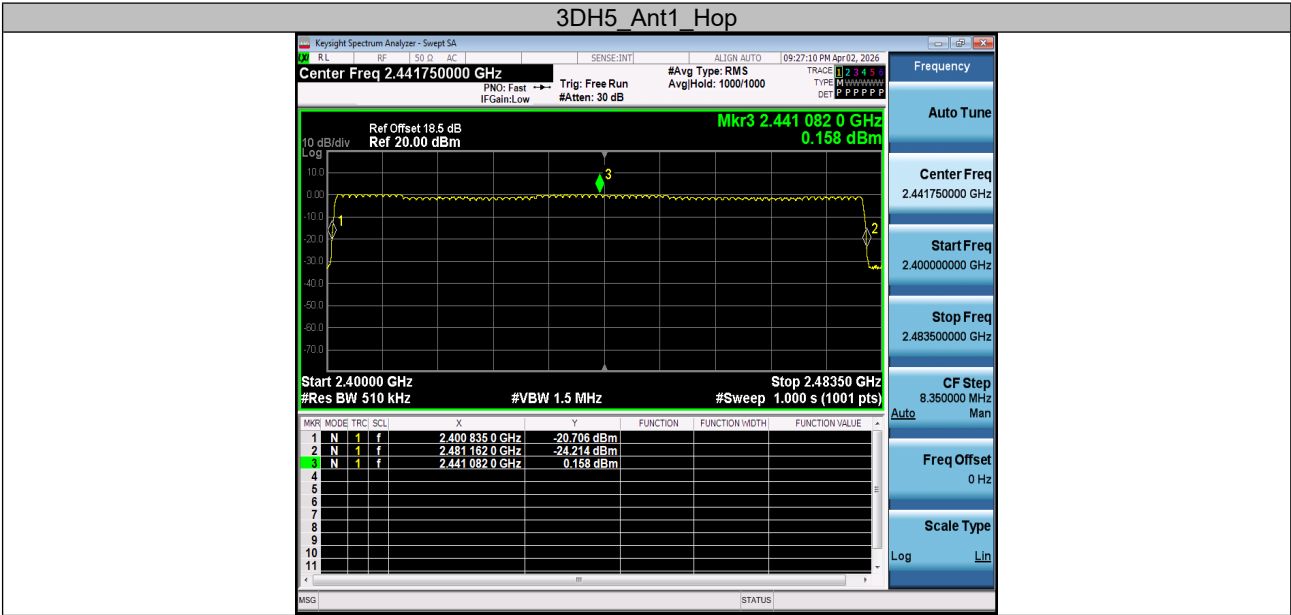 3DH5_Ant1_Hop
Keysight Spectrum Analyzer - Swept SA
RL RF 50 Ω AC SENSE:INT ALIGN AUTO 09:27:10 PM Apr 02, 2026
Center Freq 2.441750000 GHz
PNO: Fast
IFGain:Low
Trig: Free Run
#Atten: 30 dB
#Avg Type: RMS
Avg|Hold: 1000/1000
TRACE 1 2 3 4 5 6
TYPE M W W W W W
DET P P P P P P
Mkr3 2.441 082 0 GHz
0.158 dBm
Ref Offset 18.5 dB
10 dB/div Ref 20.00 dBm
Log
10.0
0.00
-10.0
-20.0
-30.0
-40.0
-50.0
-60.0
-70.0
1
2
3
Start 2.40000 GHz Stop 2.48350 GHz
#Res BW 510 kHz #VBW 1.5 MHz #Sweep 1.000 s (1001 pts)
MKR MODE TRC SCL X Y FUNCTION FUNCTION WIDTH FUNCTION VALUE
1 N 1 f 2.400 835 0 GHz -20.706 dBm
2 N 1 f 2.481 162 0 GHz -24.214 dBm
3 N 1 f 2.441 082 0 GHz 0.158 dBm
4
5
6
7
8
9
10
11
MSG STATUS
Frequency
Auto Tune
Center Freq
2.441750000 GHz
Start Freq
2.400000000 GHz
Stop Freq
2.483500000 GHz
CF Step
8.350000 MHz
Auto Man
Freq Offset
0 Hz
Scale Type
Log Lin